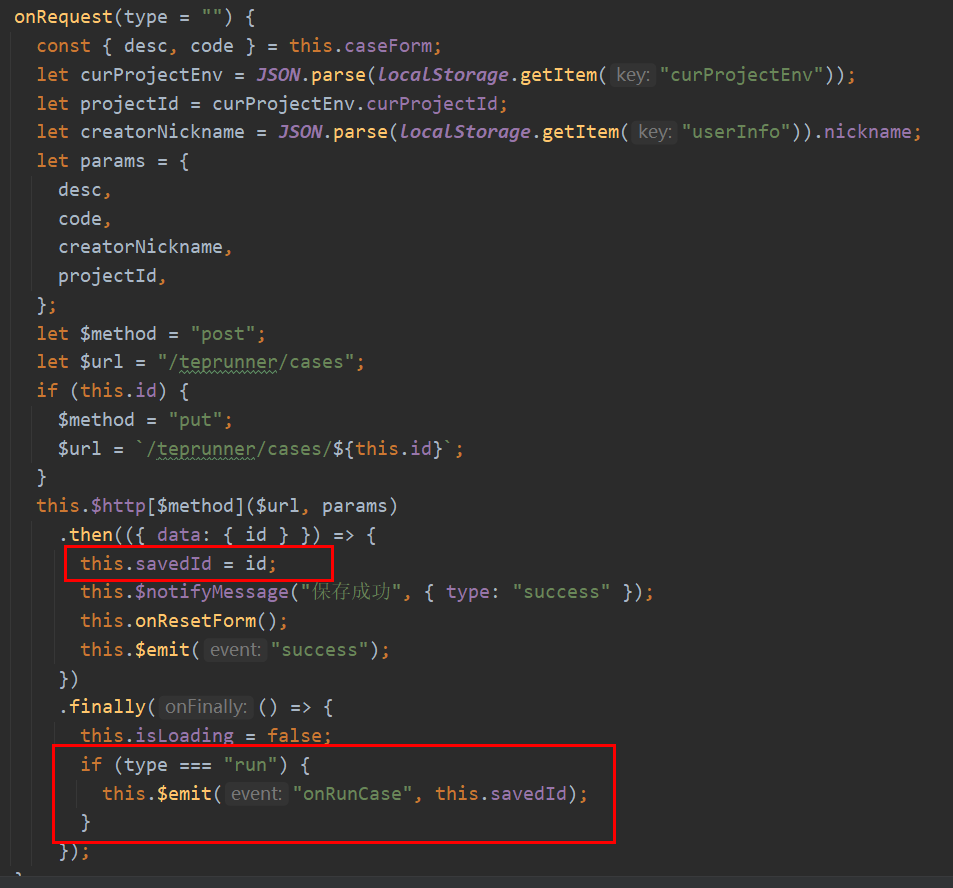 onRequest(type = "") {
const { desc, code } = this.caseForm;
let curProjectEnv = JSON.parse(localStorage.getItem( key: "curProjectEnv"));
let projectId = curProjectEnv.curProjectId;
let creatorNickname = JSON.parse(localStorage.getItem( key: "userInfo")).nickname;
let params = {
desc,
code,
creatorNickname,
projectId,
};
let $method = "post";
let $url = "/teprunner/cases";
if (this.id) {
$method = "put";
$url = `/teprunner/cases/${this.id}`;
}
this.$http[$method]($url, params)
.then(({ data: { id } }) => {
this.savedId = id;
this.$notifyMessage("保存成功", { type: "success" });
this.onResetForm();
this.$emit( event: "success");
})
.finally( onFinally: () => {
this.isLoading = false;
if (type === "run") {
this.$emit( event: "onRunCase", this.savedId);
}
});